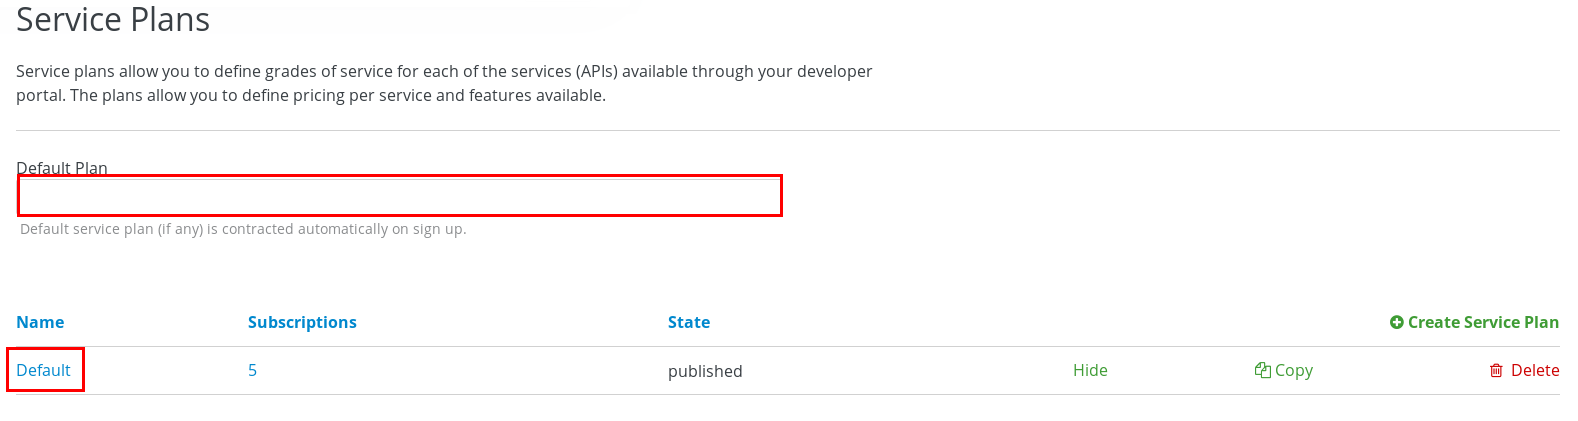 Service Plans
Service plans allow you to define grades of service for each of the services (APIs) available through your developer
portal. The plans allow you to define pricing per service and features available.
Default Plan
Default service plan (if any) is contracted automatically on sign up.
Name Subscriptions State Create Service Plan
Default 5 published Hide Copy Delete